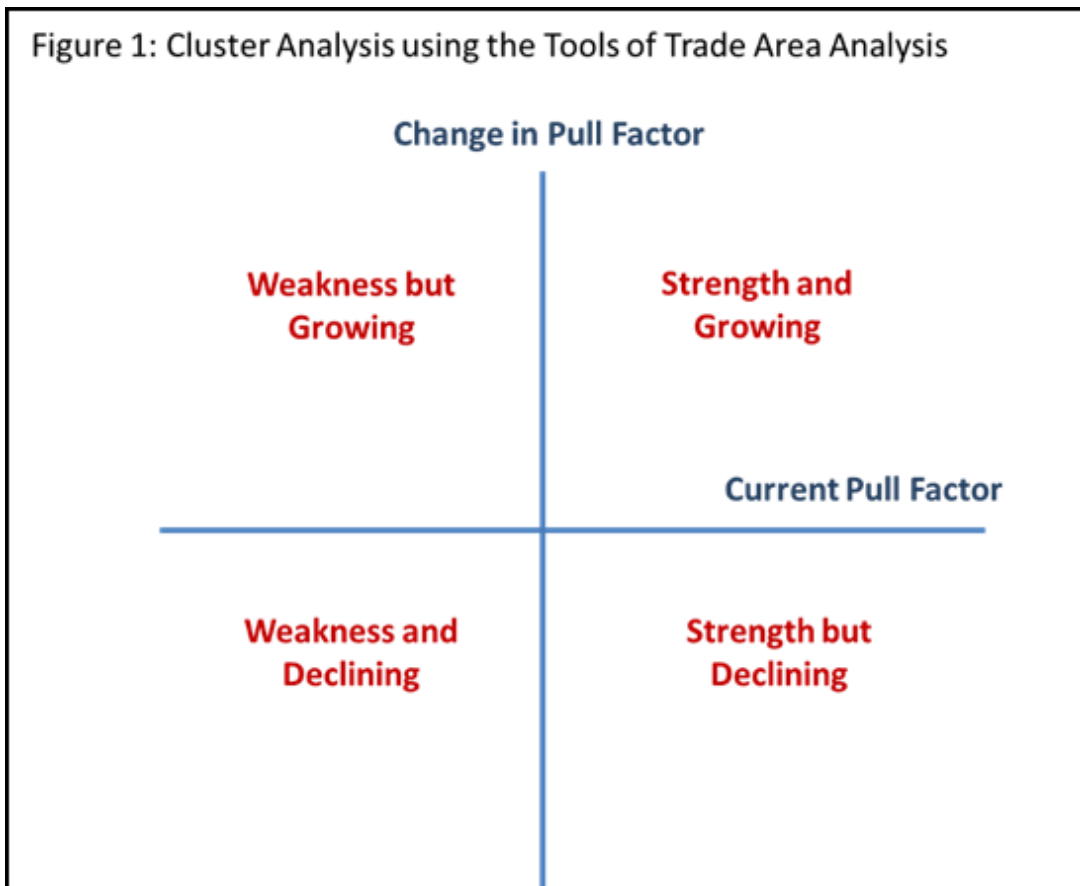 Figure 1: Cluster Analysis using the Tools of Trade Area Analysis
Change in Pull Factor
Weakness but
Growing
Strength and
Growing
Current Pull Factor
Weakness and
Declining
Strength but
Declining